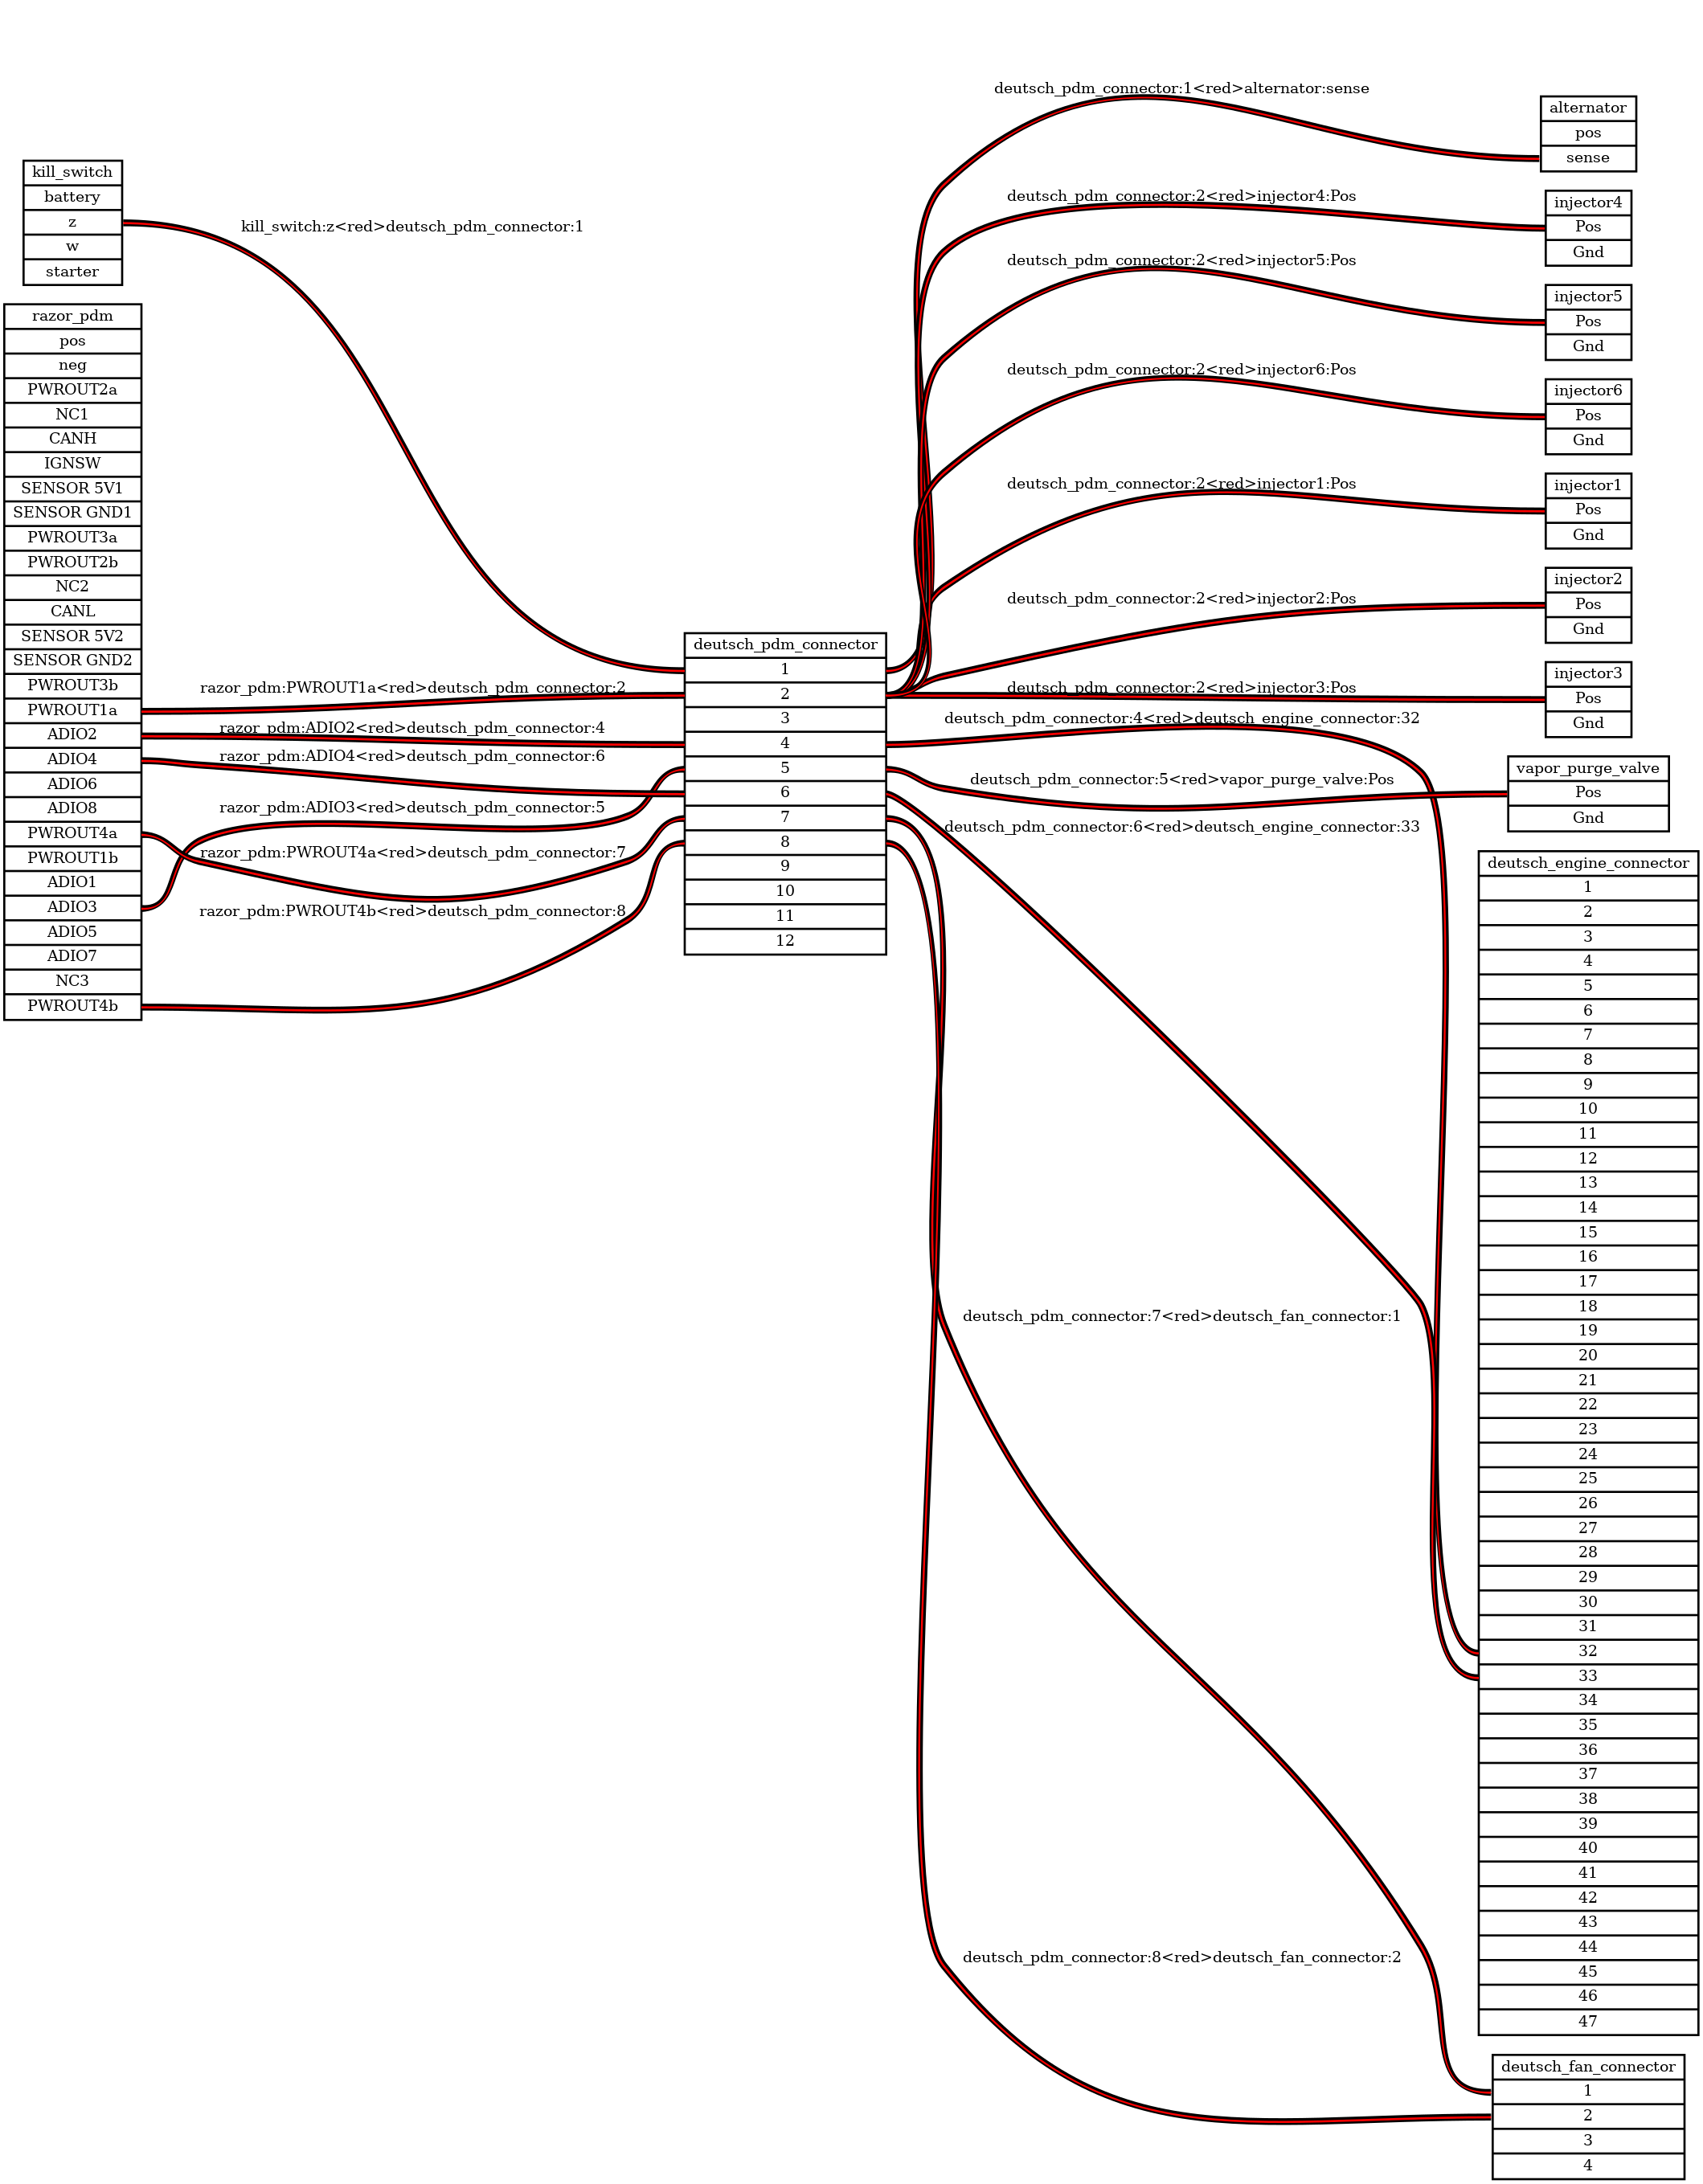 kill_switch
battery
z
w
starter
razor_pdm
pos
neg
PWROUT2a
NC1
CANH
IGNSW
SENSOR 5V1
SENSOR GND1
PWROUT3a
PWROUT2b
NC2
CANL
SENSOR 5V2
SENSOR GND2
PWROUT3b
PWROUT1a
ADIO2
ADIO4
ADIO6
ADIO8
PWROUT4a
PWROUT1b
ADIO1
ADIO3
ADIO5
ADIO7
NC3
PWROUT4b
kill_switch:z<red>deutsch_pdm_connector:1
razor_pdm:PWROUT1a<red>deutsch_pdm_connector:2
razor_pdm:ADIO2<red>deutsch_pdm_connector:4
razor_pdm:ADIO4<red>deutsch_pdm_connector:6
razor_pdm:ADIO3<red>deutsch_pdm_connector:5
razor_pdm:PWROUT4a<red>deutsch_pdm_connector:7
razor_pdm:PWROUT4b<red>deutsch_pdm_connector:8
deutsch_pdm_connector
1
2
3
4
5
6
7
8
9
10
11
12
deutsch_pdm_connector:1<red>alternator:sense
deutsch_pdm_connector:2<red>injector4:Pos
deutsch_pdm_connector:2<red>injector5:Pos
deutsch_pdm_connector:2<red>injector6:Pos
deutsch_pdm_connector:2<red>injector1:Pos
deutsch_pdm_connector:2<red>injector2:Pos
deutsch_pdm_connector:2<red>injector3:Pos
deutsch_pdm_connector:4<red>deutsch_engine_connector:32
deutsch_pdm_connector:5<red>vapor_purge_valve:Pos
deutsch_pdm_connector:6<red>deutsch_engine_connector:33
deutsch_pdm_connector:7<red>deutsch_fan_connector:1
deutsch_pdm_connector:8<red>deutsch_fan_connector:2
alternator
pos
sense
injector4
Pos
Gnd
injector5
Pos
Gnd
injector6
Pos
Gnd
injector1
Pos
Gnd
injector2
Pos
Gnd
injector3
Pos
Gnd
vapor_purge_valve
Pos
Gnd
deutsch_engine_connector
1
2
3
4
5
6
7
8
9
10
11
12
13
14
15
16
17
18
19
20
21
22
23
24
25
26
27
28
29
30
31
32
33
34
35
36
37
38
39
40
41
42
43
44
45
46
47
deutsch_fan_connector
1
2
3
4